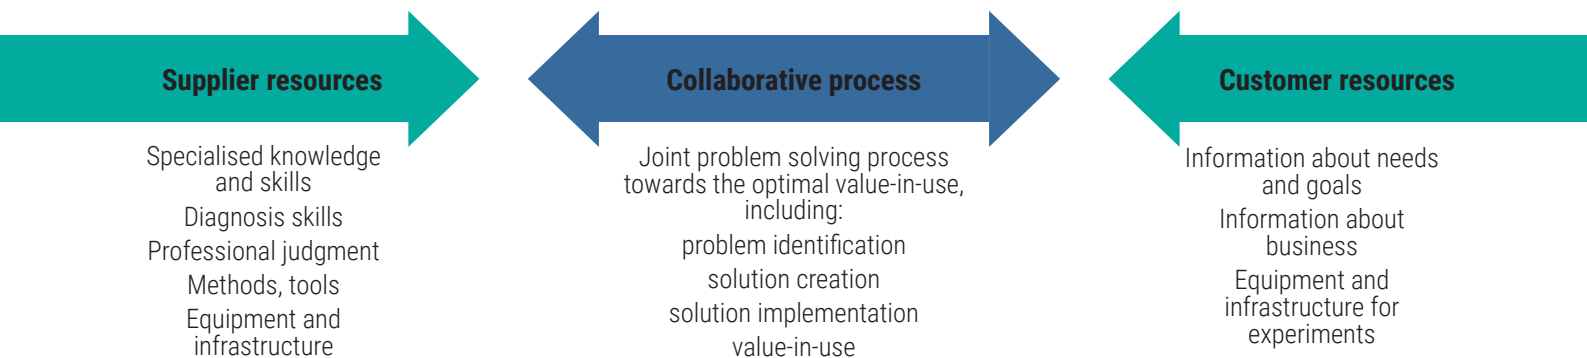 Supplier resources
Specialised knowledge
and skills
Diagnosis skills
Professional judgment
Methods, tools
Equipment and
infrastructure
Collaborative process
Joint problem solving process
towards the optimal value-in-use,
including:
problem identification
solution creation
solution implementation
value-in-use
Customer resources
Information about needs
and goals
Information about
business
Equipment and
infrastructure for
experiments